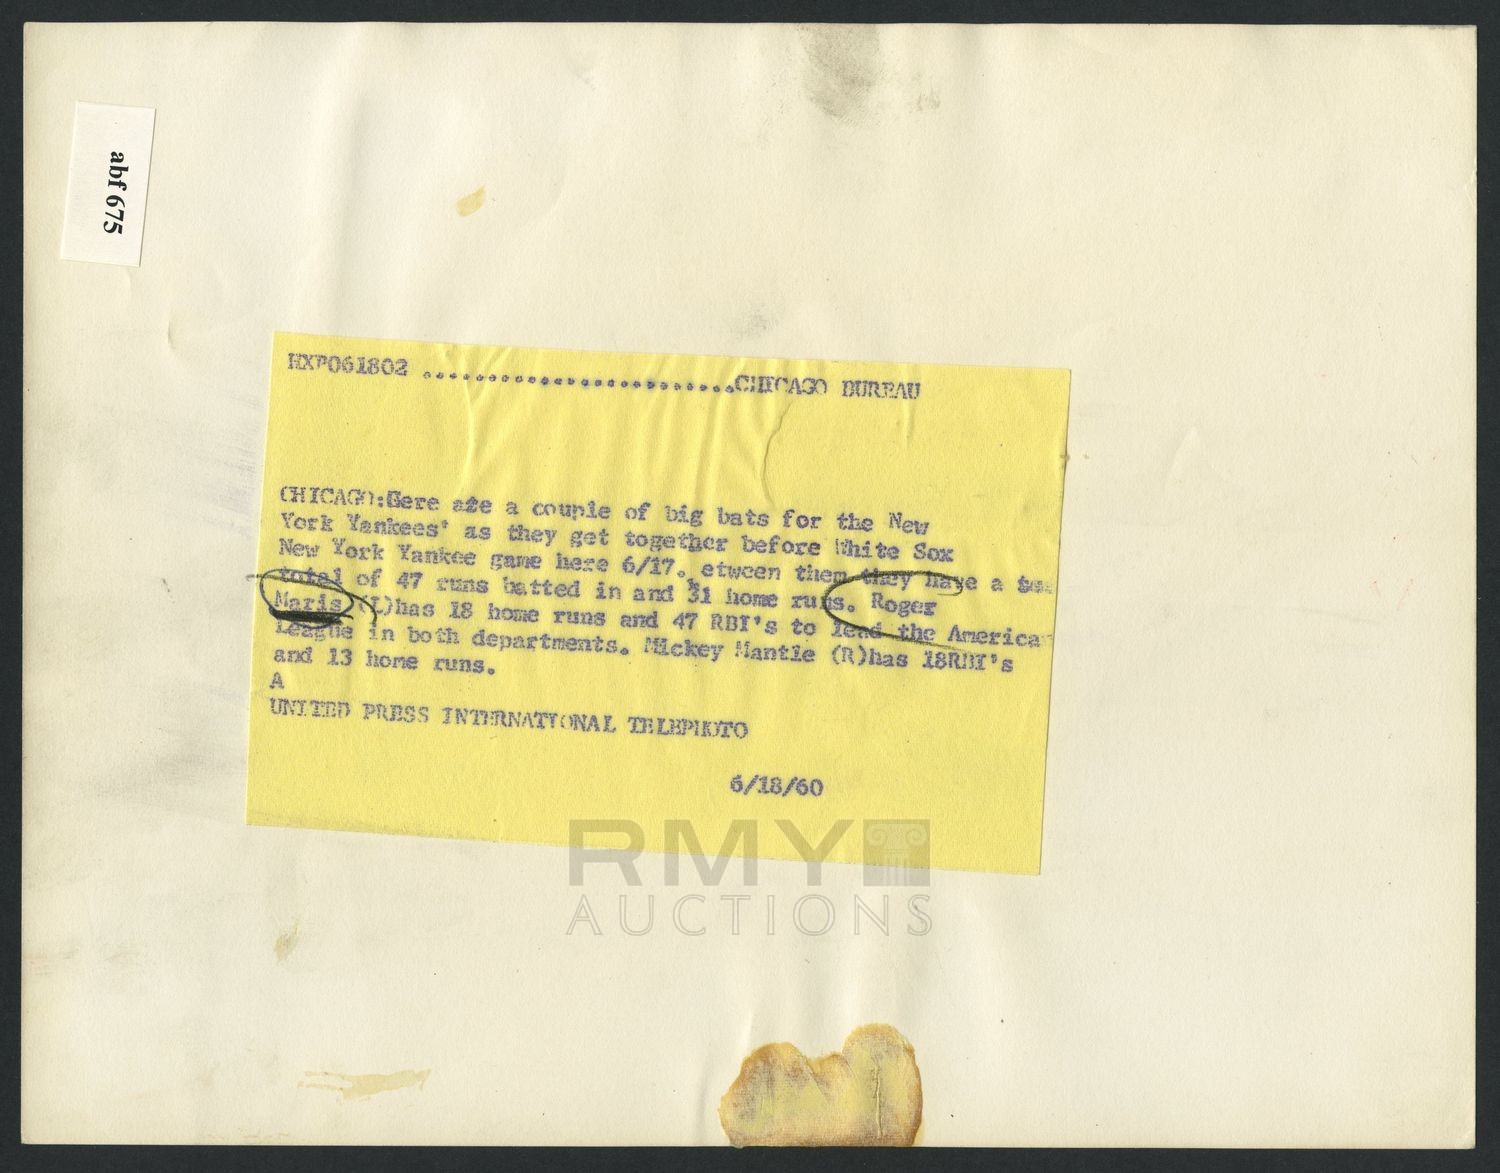 abf 675
HXP061802 ........................CHICAGO BUREAU
CHICAGO:Gere are a couple of big bats for the New
York Yankees' as they get together before White Sox
New York Yankee game here 6/17. etween them they have a
total of 47 runs batted in and 31 home runs. Roger
Maris (L)has 18 home runs and 47 RBI's to lead the America
League in both departments. Mickey Mantle (R)has 18RBI's
and 13 home runs.
A
UNITED PRESS INTERNATIONAL TELEPHOTO
6/18/60
RMY
AUCTIONS